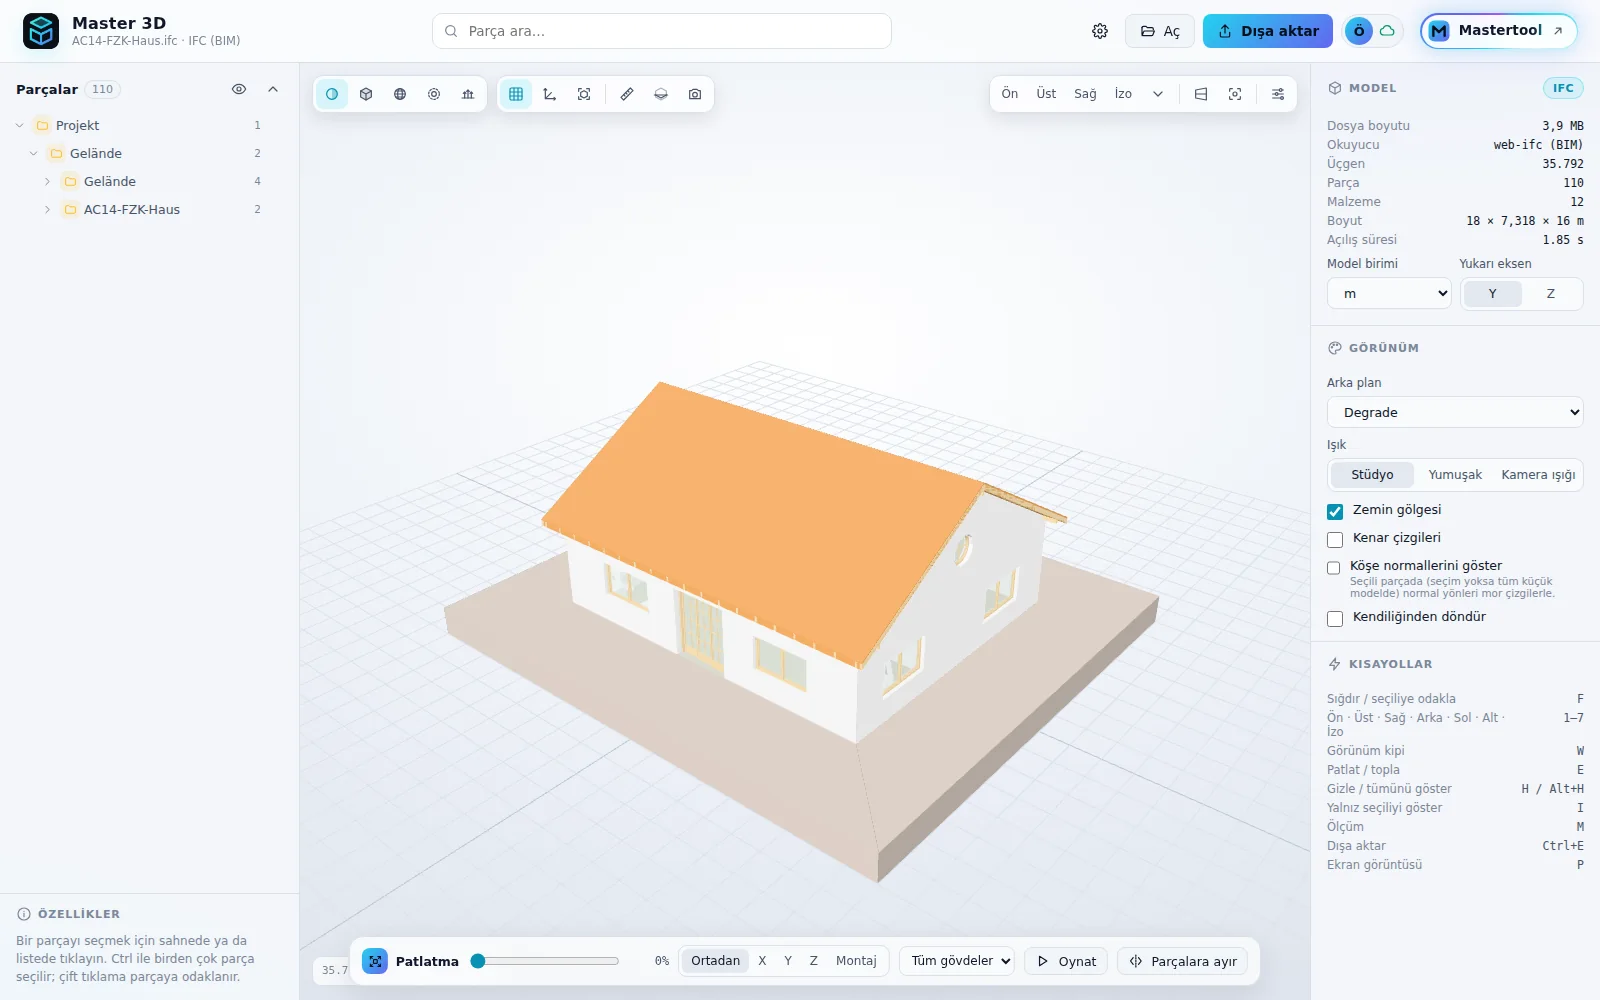 Master 3D
AC14-FZK-Haus.ifc · IFC (BIM)
Parça ara...
Aç
Dışa aktar
Ö
Mastertool
Parçalar 110
Projekt 1
Gelände 2
Gelände 4
AC14-FZK-Haus 2
ÖZELLİKLER
Bir parçayı seçmek için sahnede ya da
listede tıklayın. Ctrl ile birden çok parça
seçilir; çift tıklama parçaya odaklanır.
Ön Üst Sağ İzo
35.7
Patlatma 0% Ortadan X Y Z Montaj Tüm gövdeler Oynat Parçalara ayır
MODEL IFC
Dosya boyutu 3,9 MB
Okuyucu web-ifc (BIM)
Üçgen 35.792
Parça 110
Malzeme 12
Boyut 18 × 7,318 × 16 m
Açılış süresi 1.85 s
Model birimi Yukarı eksen
m Y Z
GÖRÜNÜM
Arka plan
Degrade
Işık
Stüdyo Yumuşak Kamera ışığı
Zemin gölgesi
Kenar çizgileri
Köşe normallerini göster
Seçili parçada (seçim yoksa tüm küçük
modelde) normal yönleri mor çizgilerle.
Kendiliğinden döndür
KISAYOLLAR
Sığdır / seçiliye odakla F
Ön · Üst · Sağ · Arka · Sol · Alt · 1–7
İzo
Görünüm kipi W
Patlat / topla E
Gizle / tümünü göster H / Alt+H
Yalnız seçiliyi göster I
Ölçüm M
Dışa aktar Ctrl+E
Ekran görüntüsü P